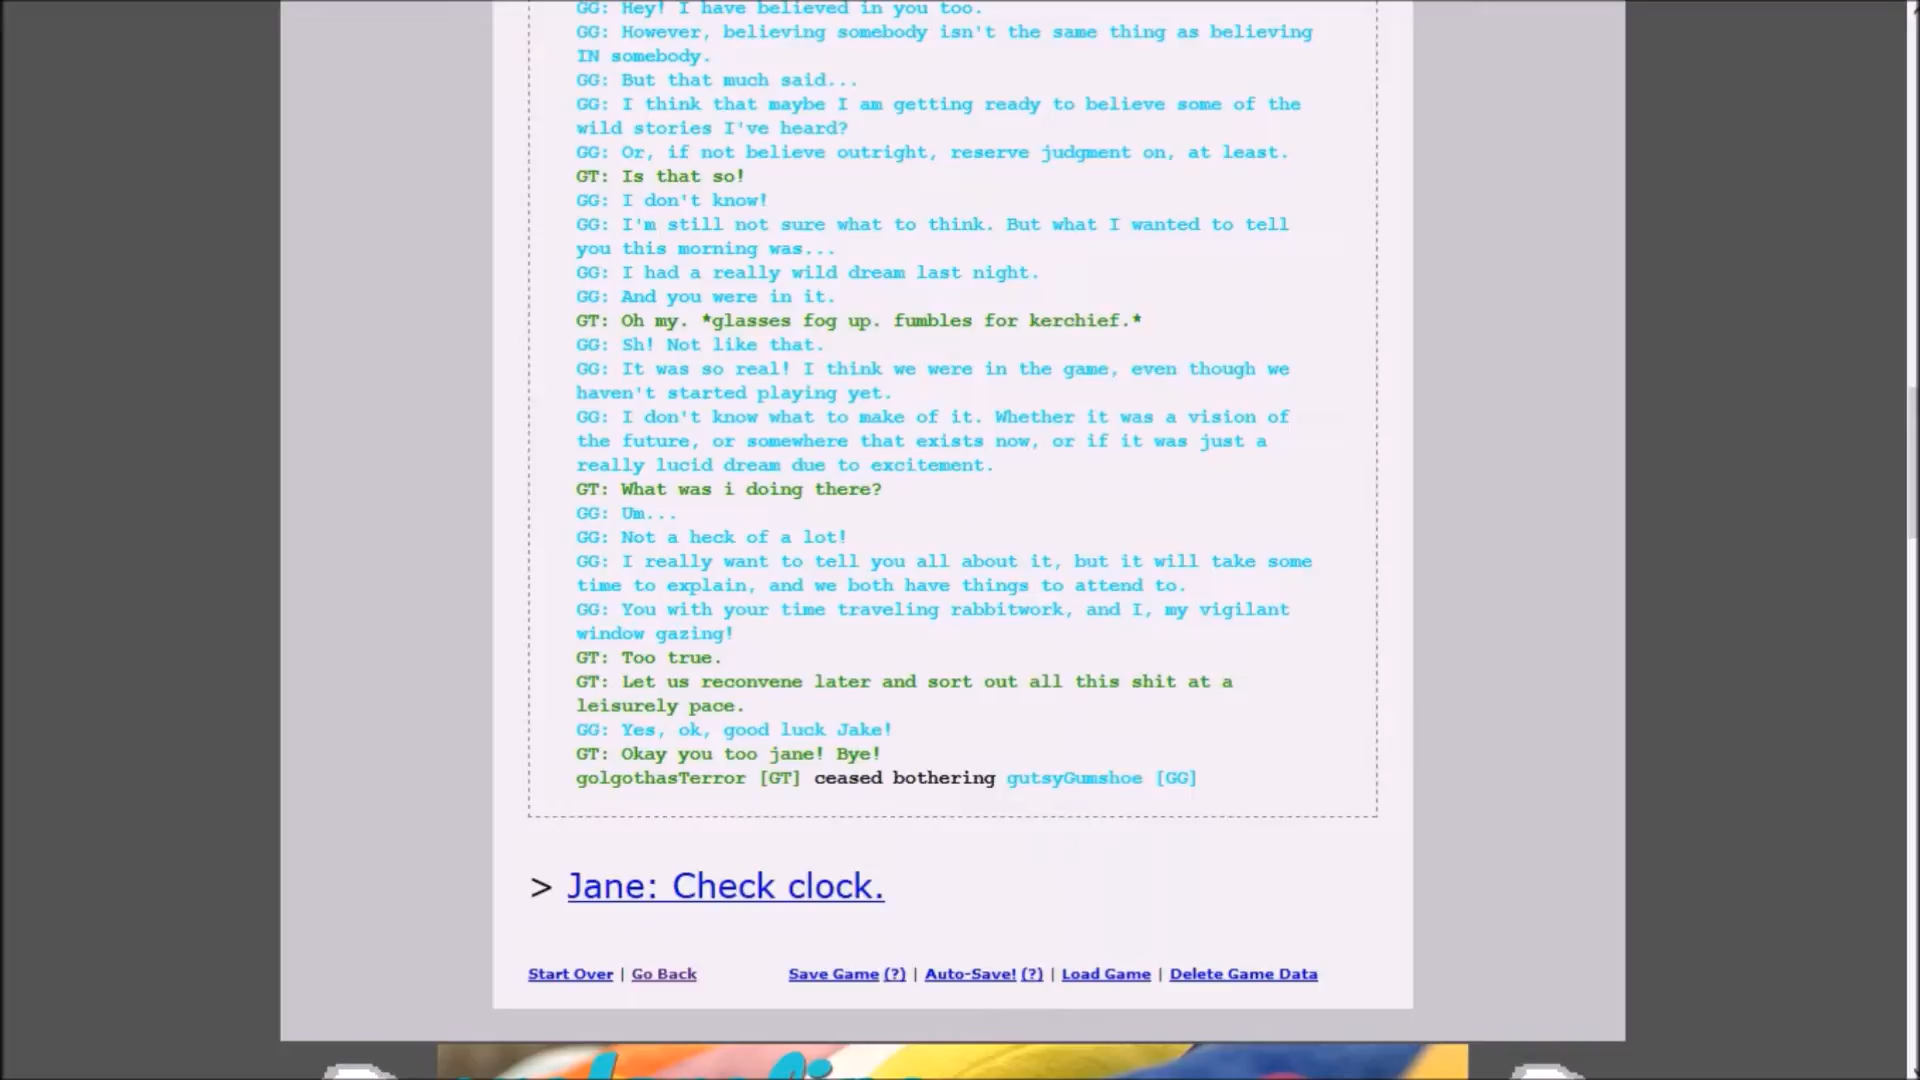 GG: Hey! I have believed in you too.
GG: However, believing somebody isn't the same thing as believing
IN somebody.
GG: But that much said...
GG: I think that maybe I am getting ready to believe some of the
wild stories I've heard?
GG: Or, if not believe outright, reserve judgment on, at least.
GT: Is that so!
GG: I don't know!
GG: I'm still not sure what to think. But what I wanted to tell
you this morning was...
GG: I had a really wild dream last night.
GG: And you were in it.
GT: Oh my. *glasses fog up. fumbles for kerchief.*
GG: Sh! Not like that.
GG: It was so real! I think we were in the game, even though we
haven't started playing yet.
GG: I don't know what to make of it. Whether it was a vision of
the future, or somewhere that exists now, or if it was just a
really lucid dream due to excitement.
GT: What was i doing there?
GG: Um...
GG: Not a heck of a lot!
GG: I really want to tell you all about it, but it will take some
time to explain, and we both have things to attend to.
GG: You with your time traveling rabbitwork, and I, my vigilant
window gazing!
GT: Too true.
GT: Let us reconvene later and sort out all this shit at a
leisurely pace.
GG: Yes, ok, good luck Jake!
GT: Okay you too jane! Bye!
golgothasTerror [GT] ceased bothering gutsyGumshoe [GG]
> Jane: Check clock.
Start Over | Go Back Save Game (?) | Auto-Save! (?) | Load Game | Delete Game Data